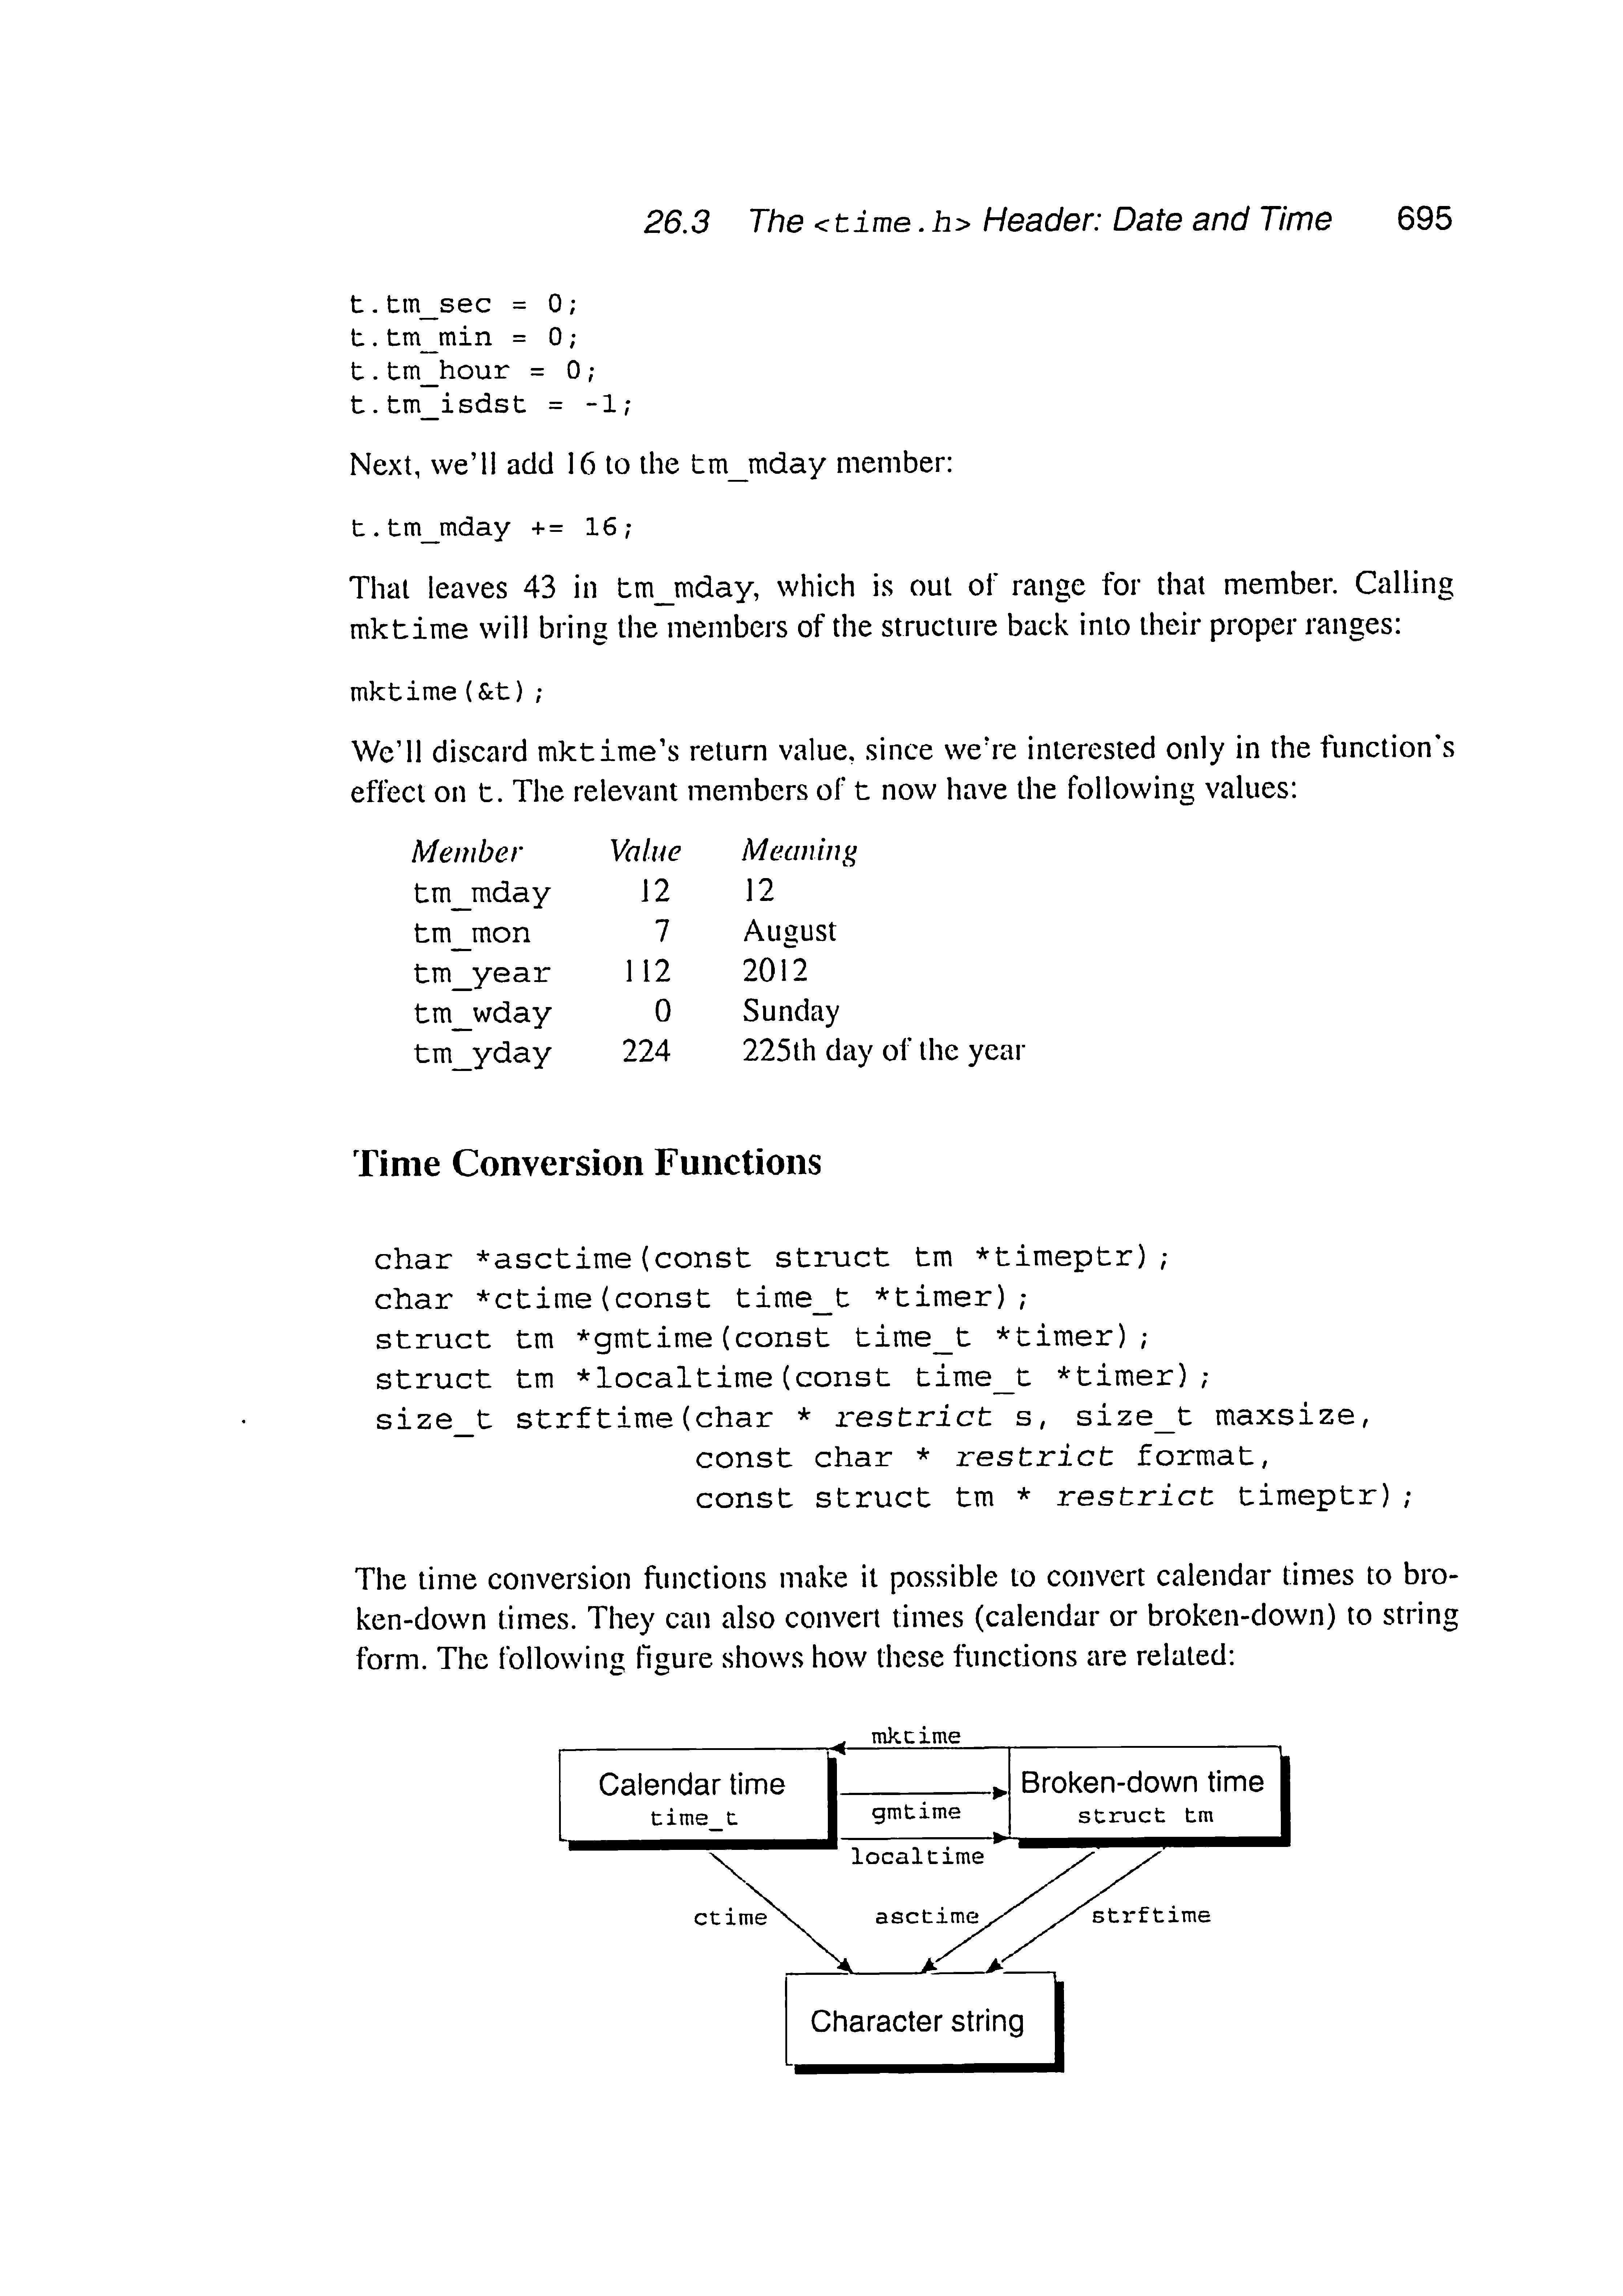 26.3 The <time.h> Header: Date and Time 695
t.tm_sec = 0;
t.tm_min = 0;
t.tm_hour = 0;
t.tm_isdst = -1;
Next, we'll add 16 to the tm_mday member:
t.tm_mday += 16;
That leaves 43 in tm_mday, which is out of range for that member. Calling
mktime will bring the members of the structure back into their proper ranges:
mktime(&t);
We'll discard mktime's return value, since we're interested only in the function's
effect on t. The relevant members of t now have the following values:
Member Value Meaning
tm_mday 12 12
tm_mon 7 August
tm_year 112 2012
tm_wday 0 Sunday
tm_yday 224 225th day of the year
Time Conversion Functions
char *asctime(const struct tm *timeptr);
char *ctime(const time_t *timer);
struct tm *gmtime(const time_t *timer);
struct tm *localtime(const time_t *timer);
size_t strftime(char * restrict s, size_t maxsize,
const char * restrict format,
const struct tm * restrict timeptr);
The time conversion functions make it possible to convert calendar times to bro-
ken-down times. They can also convert times (calendar or broken-down) to string
form. The following figure shows how these functions are related:
mktime
Calendar time Broken-down time
time_t gmtime struct tm
localtime
ctime asctime strftime
Character string